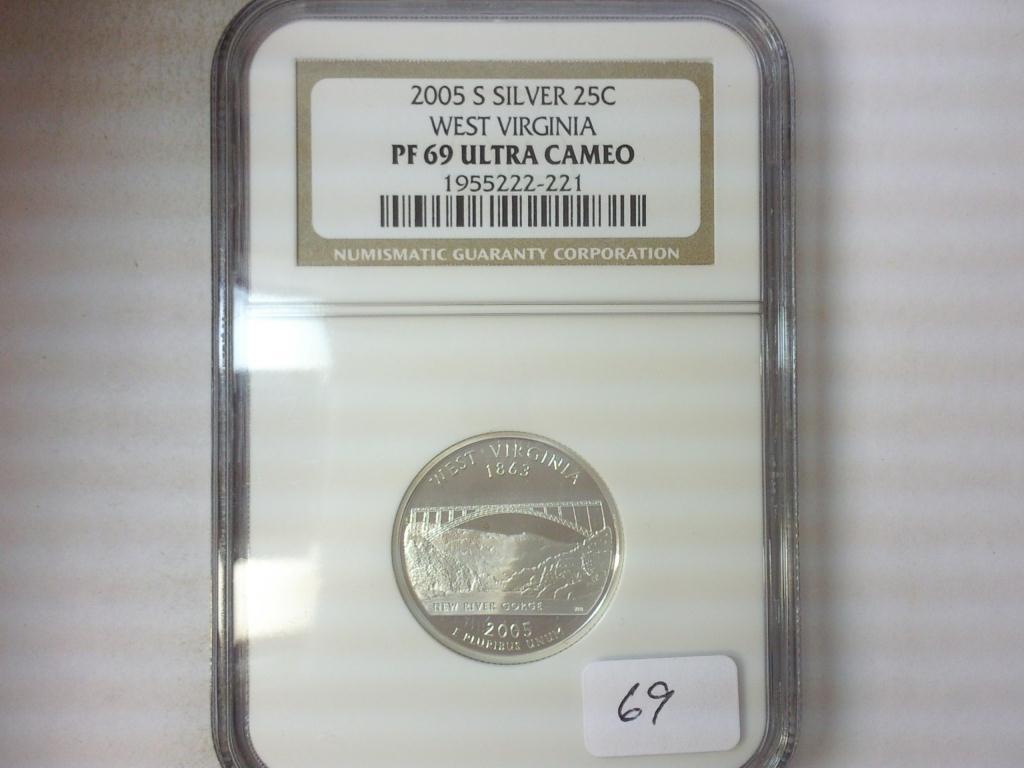 2005 S SILVER 25C
WEST VIRGINIA
PF 69 ULTRA CAMEO
1955222-221
NUMISMATIC GUARANTY CORPORATION
WEST VIRGINIA
1863
NEW RIVER GORGE
2005
E PLURIBUS UNUM
69